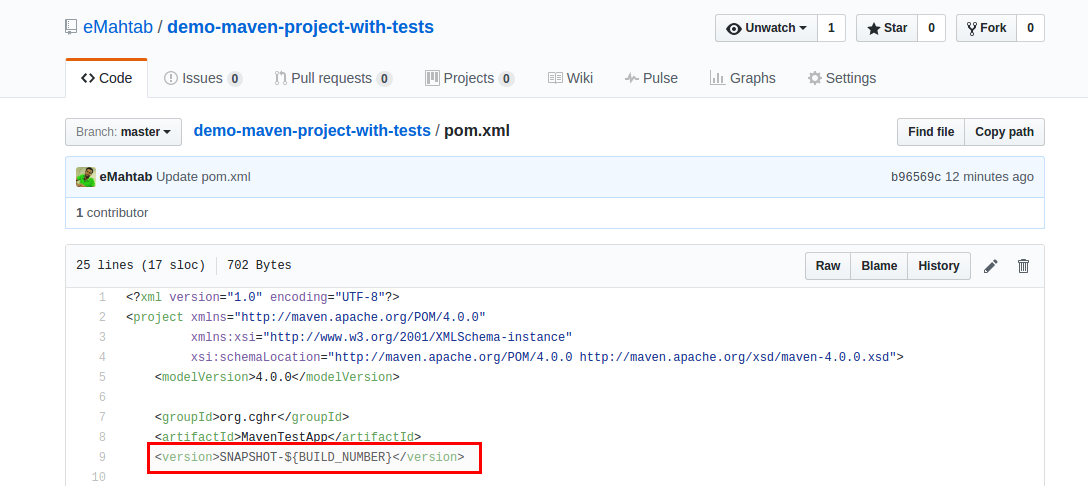 eMahtab / demo-maven-project-with-tests
Unwatch 1 Star 0 Fork 0
Code Issues 0 Pull requests 0 Projects 0 Wiki Pulse Graphs Settings
Branch: master demo-maven-project-with-tests / pom.xml Find file Copy path
eMahtab Update pom.xml b96569c 12 minutes ago
1 contributor
25 lines (17 sloc) 702 Bytes Raw Blame History
1 <?xml version="1.0" encoding="UTF-8"?>
2 <project xmlns="http://maven.apache.org/POM/4.0.0"
3 xmlns:xsi="http://www.w3.org/2001/XMLSchema-instance"
4 xsi:schemaLocation="http://maven.apache.org/POM/4.0.0 http://maven.apache.org/xsd/maven-4.0.0.xsd">
5 <modelVersion>4.0.0</modelVersion>
6
7 <groupId>org.cghr</groupId>
8 <artifactId>MavenTestApp</artifactId>
9 <version>SNAPSHOT-${BUILD_NUMBER}</version>
10